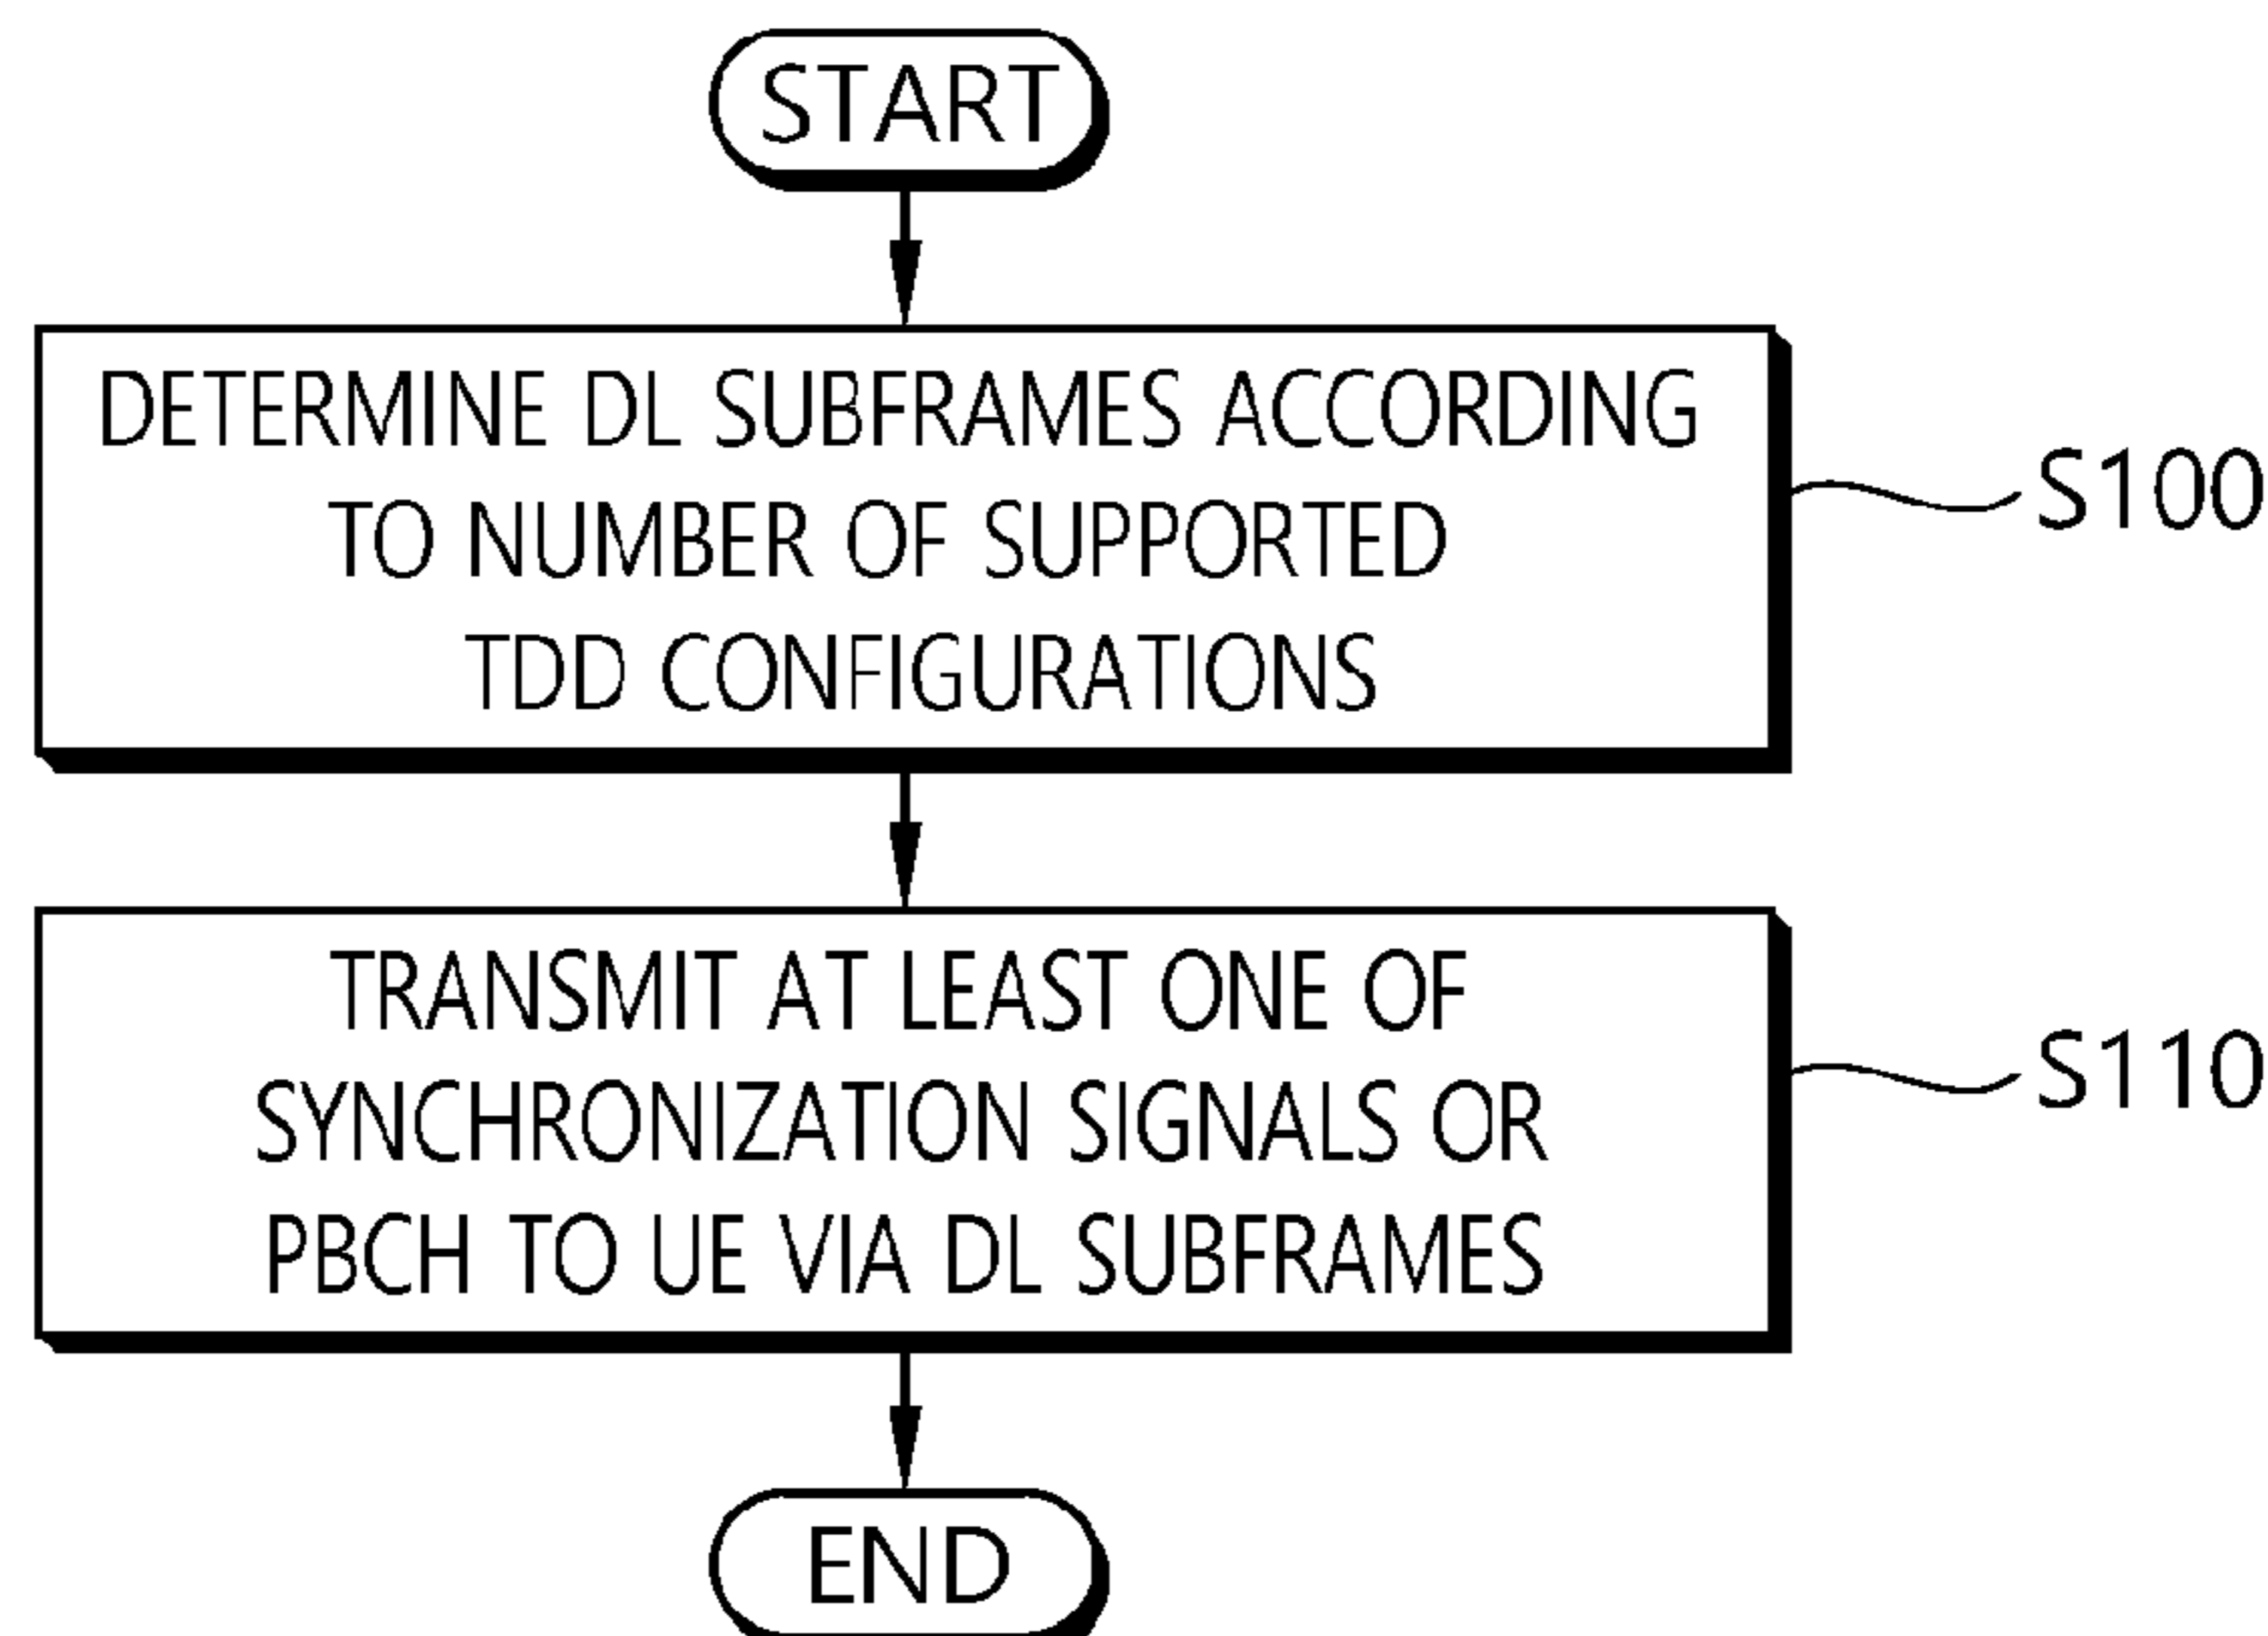 START
DETERMINE DL SUBFRAMES ACCORDING
TO NUMBER OF SUPPORTED
TDD CONFIGURATIONS
S100
TRANSMIT AT LEAST ONE OF
SYNCHRONIZATION SIGNALS OR
PBCH TO UE VIA DL SUBFRAMES
S110
END